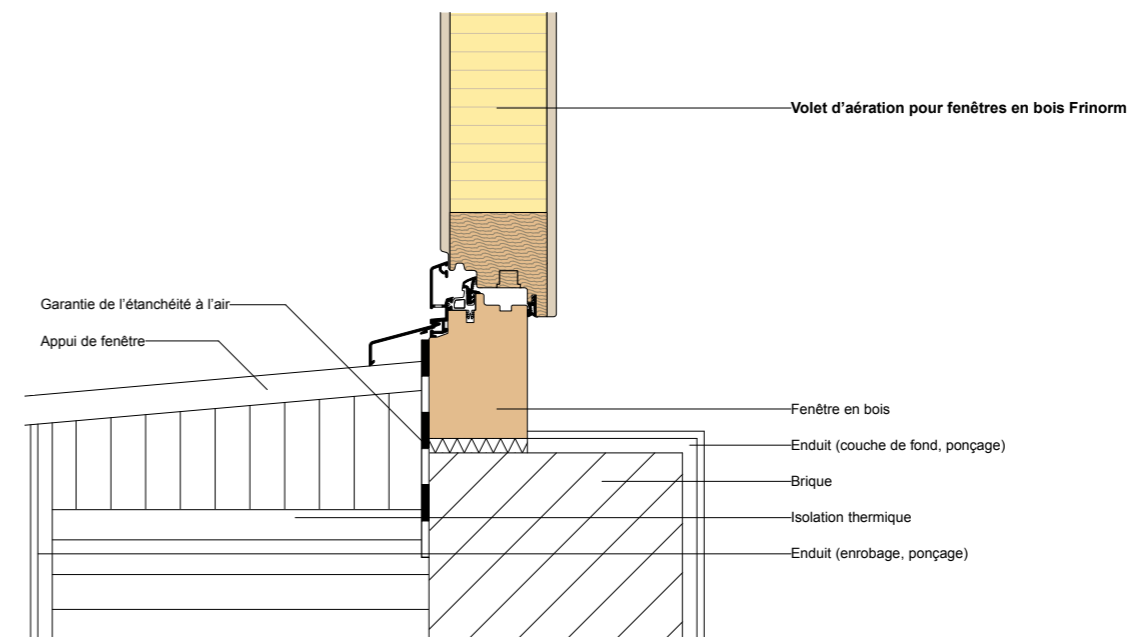 Volet d’aération pour fenêtres en bois Frinorm
Garantie de l’étanchéité à l’air
Appui de fenêtre
Fenêtre en bois
Enduit (couche de fond, ponçage)
Brique
Isolation thermique
Enduit (enrobage, ponçage)